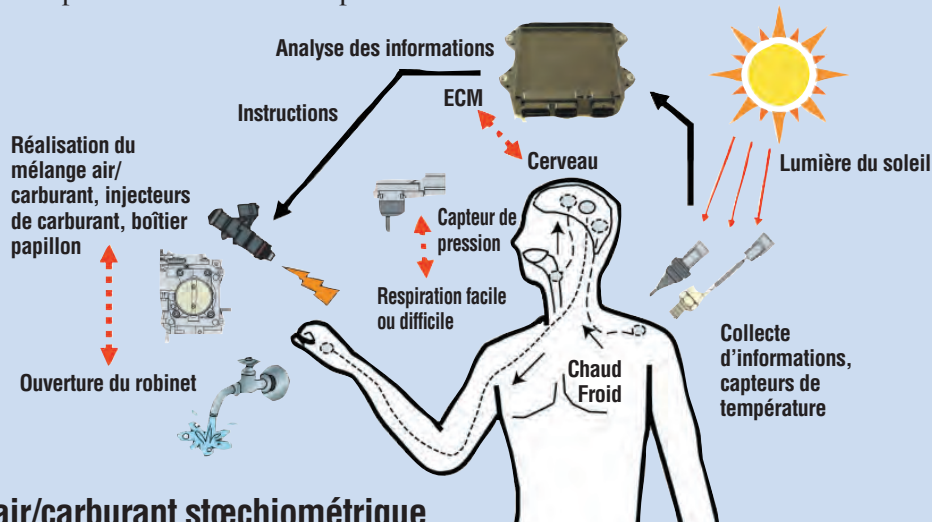 Analyse des informations
ECM
Instructions
Cerveau
Lumière du soleil
Réalisation du
mélange air/
carburant, injecteurs
de carburant, boîtier
papillon
Capteur de
pression
Respiration facile
ou difficile
Ouverture du robinet
Chaud
Froid
Collecte
d'informations,
capteurs de
température
air/carburant stœchiométrique